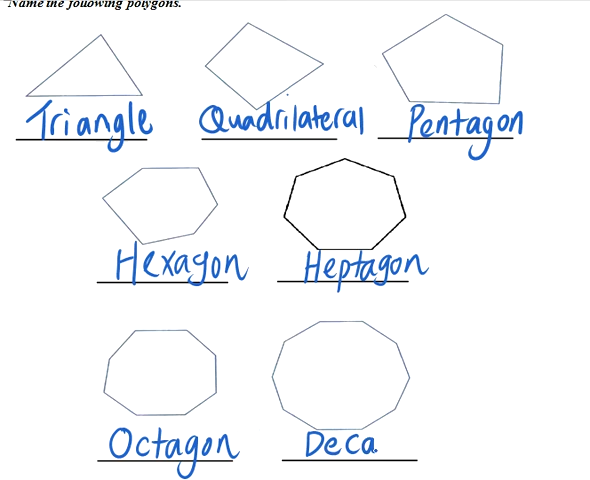 Name the following polygons.
Triangle Quadrilateral Pentagon
Hexagon Heptagon
Octagon Deca